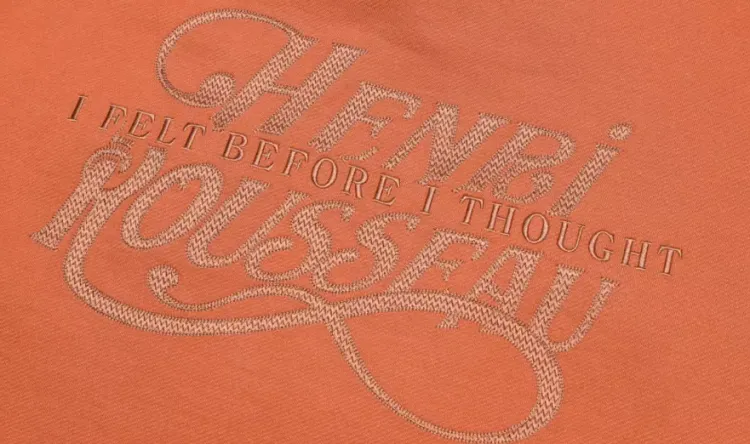 HENRi
I FELT BEFORE I THOUGHT
ROUSSEAU